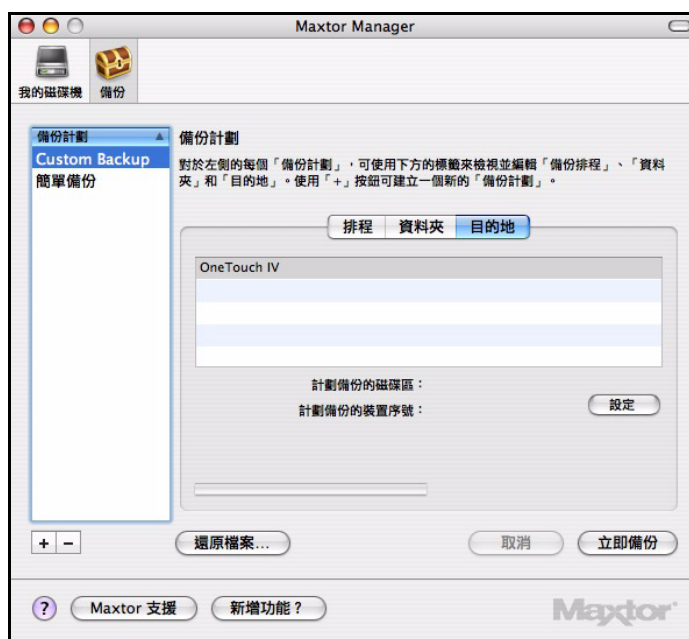 Maxtor Manager
我的磁碟機 備份
備份計劃
Custom Backup
簡單備份
備份計劃
對於左側的每個「備份計劃」，可使用下方的標籤來檢視並編輯「備份排程」、「資料
夾」和「目的地」。使用「+」按鈕可建立一個新的「備份計劃」。
排程 資料夾 目的地
OneTouch IV
計劃備份的磁碟區：
計劃備份的裝置序號：
設定
+ −
還原檔案... 取消 立即備份
? Maxtor 支援 新增功能？ Maxtor